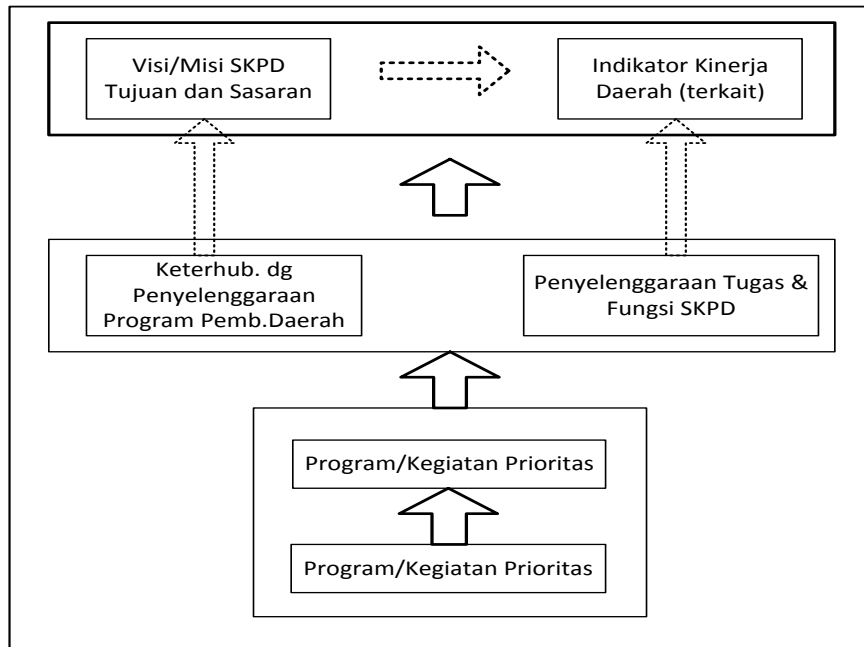 Visi/Misi SKPD
Tujuan dan Sasaran
Indikator Kinerja
Daerah (terkait)
Keterhub. dg
Penyelenggaraan
Program Pemb.Daerah
Penyelenggaraan Tugas &
Fungsi SKPD
Program/Kegiatan Prioritas
Program/Kegiatan Prioritas